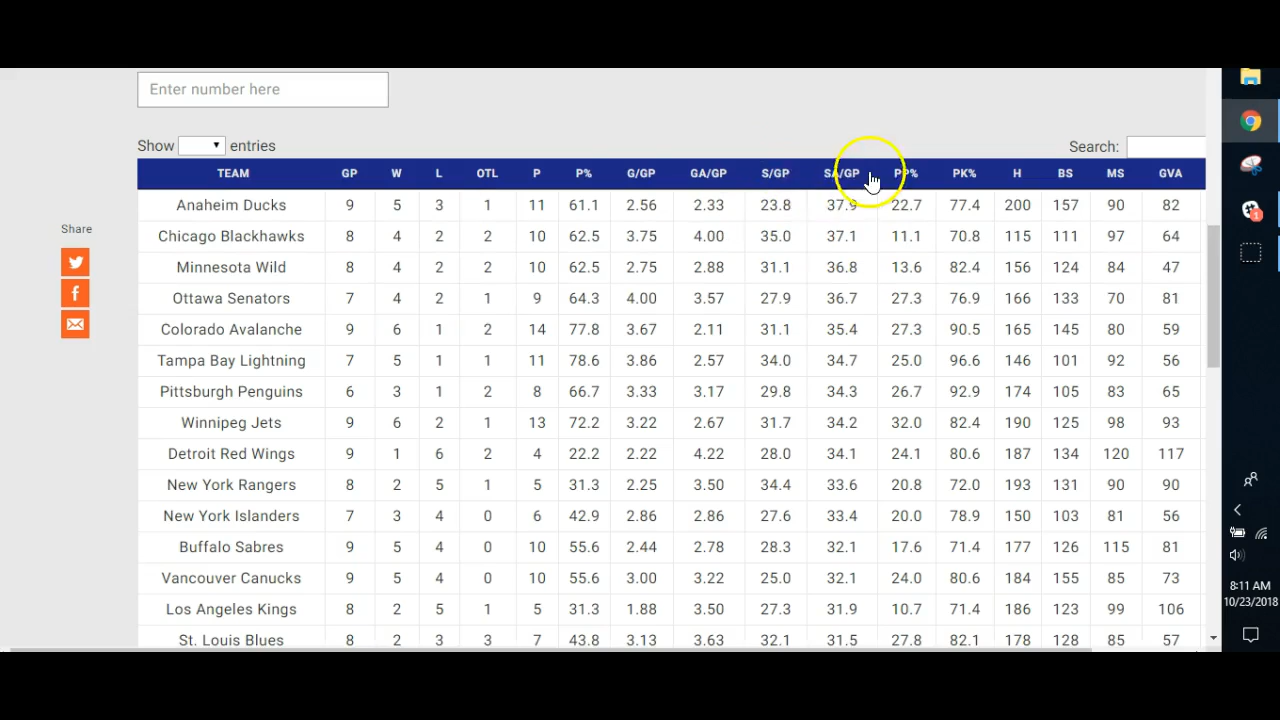 Enter number here
Show entries Search:
TEAM GP W L OTL P P% G/GP GA/GP S/GP SA/GP PP% PK% H BS MS GVA
Anaheim Ducks 9 5 3 1 11 61.1 2.56 2.33 23.8 37.9 22.7 77.4 200 157 90 82
Chicago Blackhawks 8 4 2 2 10 62.5 3.75 4.00 35.0 37.1 11.1 70.8 115 111 97 64
Share
Minnesota Wild 8 4 2 2 10 62.5 2.75 2.88 31.1 36.8 13.6 82.4 156 124 84 47
Ottawa Senators 7 4 2 1 9 64.3 4.00 3.57 27.9 36.7 27.3 76.9 166 133 70 81
Colorado Avalanche 9 6 1 2 14 77.8 3.67 2.11 31.1 35.4 27.3 90.5 165 145 80 59
Tampa Bay Lightning 7 5 1 1 11 78.6 3.86 2.57 34.0 34.7 25.0 96.6 146 101 92 56
Pittsburgh Penguins 6 3 1 2 8 66.7 3.33 3.17 29.8 34.3 26.7 92.9 174 105 83 65
Winnipeg Jets 9 6 2 1 13 72.2 3.22 2.67 31.7 34.2 32.0 82.4 190 125 98 93
Detroit Red Wings 9 1 6 2 4 22.2 2.22 4.22 28.0 34.1 24.1 80.6 187 134 120 117
New York Rangers 8 2 5 1 5 31.3 2.25 3.50 34.4 33.6 20.8 72.0 193 131 90 90
New York Islanders 7 3 4 0 6 42.9 2.86 2.86 27.6 33.4 20.0 78.9 150 103 81 56
Buffalo Sabres 9 5 4 0 10 55.6 2.44 2.78 28.3 32.1 17.6 71.4 177 126 115 81
Vancouver Canucks 9 5 4 0 10 55.6 3.00 3.22 25.0 32.1 24.0 80.6 184 155 85 73
Los Angeles Kings 8 2 5 1 5 31.3 1.88 3.50 27.3 31.9 10.7 71.4 186 123 99 106
St. Louis Blues 8 2 3 3 7 43.8 3.13 3.63 32.1 31.5 27.8 82.1 178 128 85 57
1
8:11 AM
10/23/2018